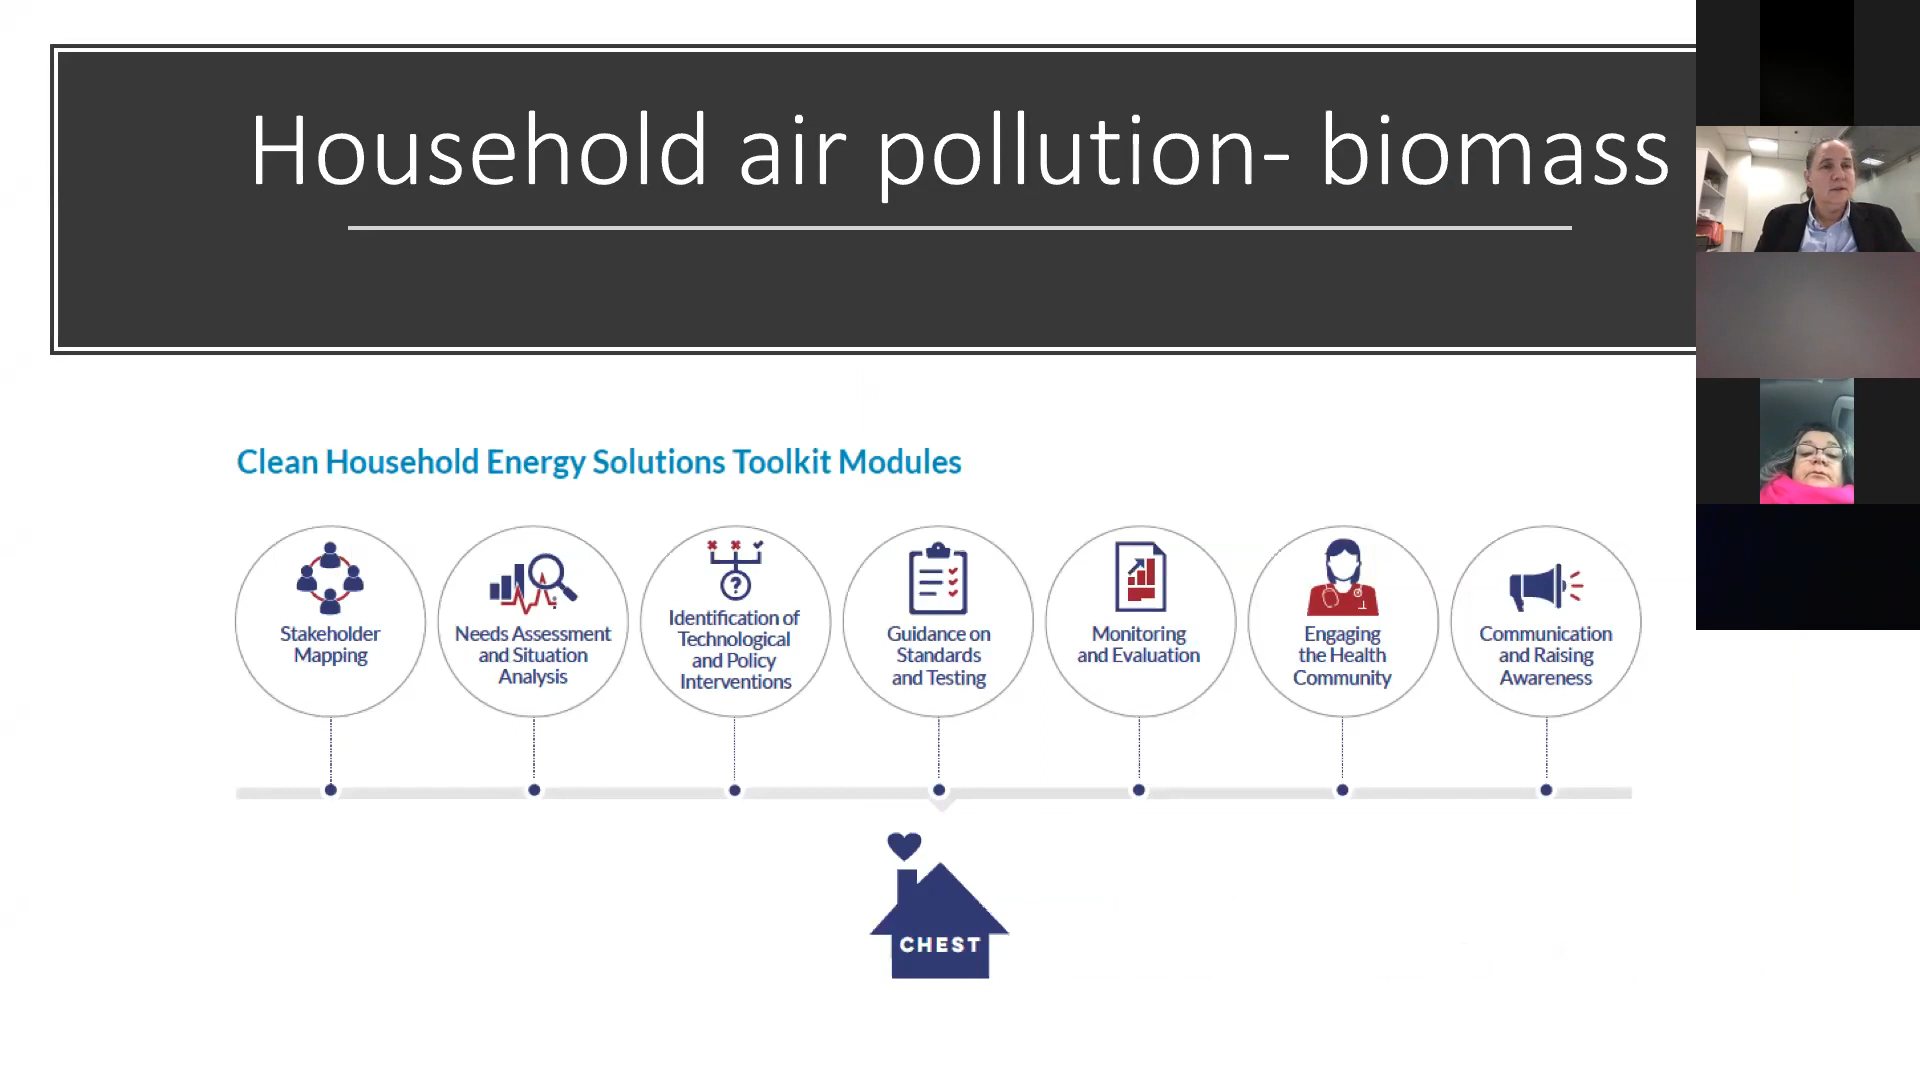 Household air pollution- biomass
Clean Household Energy Solutions Toolkit Modules
Stakeholder
Mapping
Needs Assessment
and Situation
Analysis
Identification of
Technological
and Policy
Interventions
Guidance on
Standards
and Testing
Monitoring
and Evaluation
Engaging
the Health
Community
Communication
and Raising
Awareness
CHEST